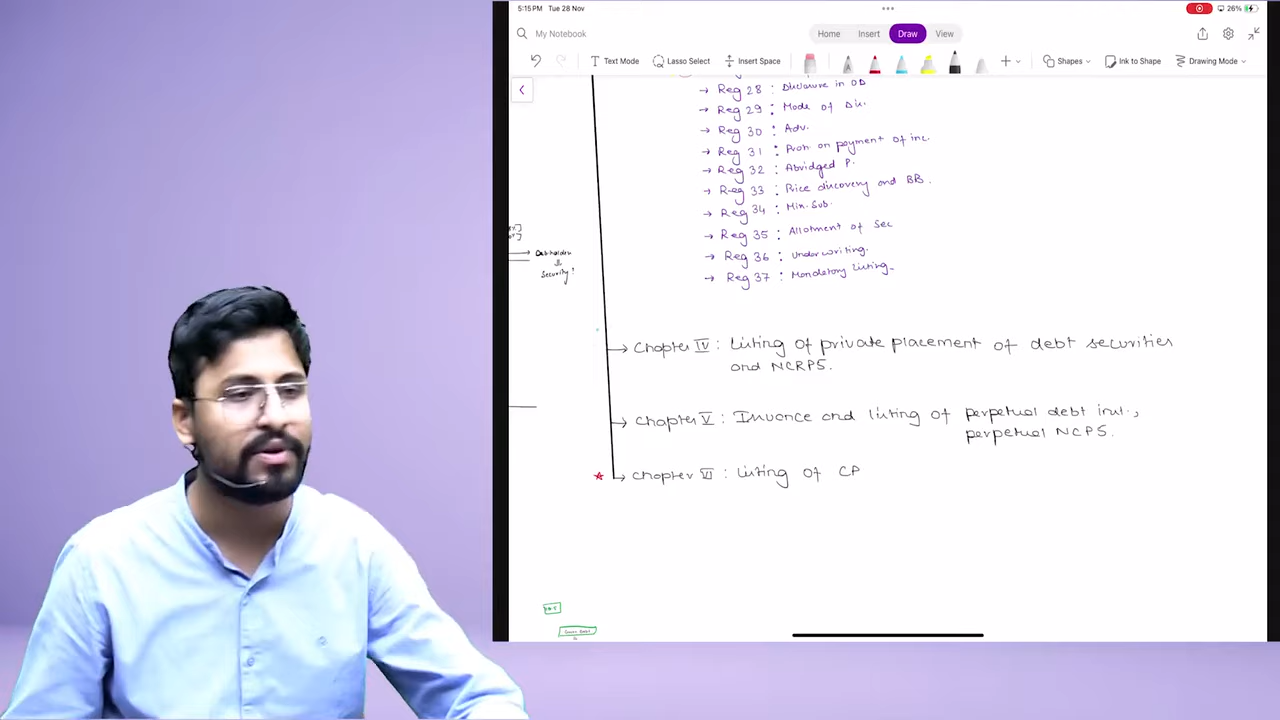 5:15 PM Tue 28 Nov
26%
My Notebook
Home Insert Draw View
Text Mode Lasso Select Insert Space Shapes Ink to Shape Drawing Mode
→ Reg 28 : Disclosure in OD
→ Reg 29 : Mode of Dis.
→ Reg 30 : Adv.
→ Reg 31 : Proh. on payment of inc.
→ Reg 32 : Abridged P.
→ Reg 33 : Price discovery and BB.
→ Reg 34 : Min. Sub.
→ Reg 35 : Allotment of Sec
→ Reg 36 : Underwriting.
→ Reg 37 : Mandatory Listing.
Debholder
Security!
→ Chapter IV : Listing of private placement of debt securities
and NCRPS.
→ Chapter V : Issuance and listing of perpetual debt inst.,
perpetual NCPS.
→ Chapter VI : Listing of CP